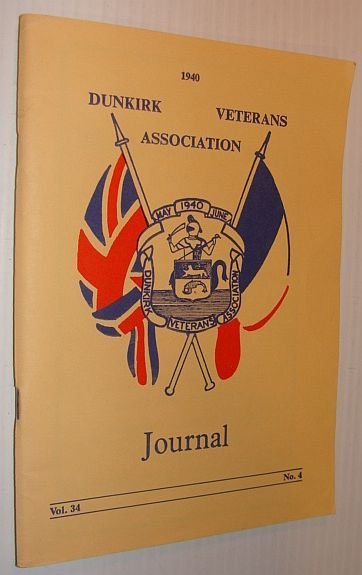 1940
DUNKIRK VETERANS
ASSOCIATION
MAY 1940 JUNE
DUNKIRK VETERANS ASSOCIATION
Journal
Vol. 34 No. 4